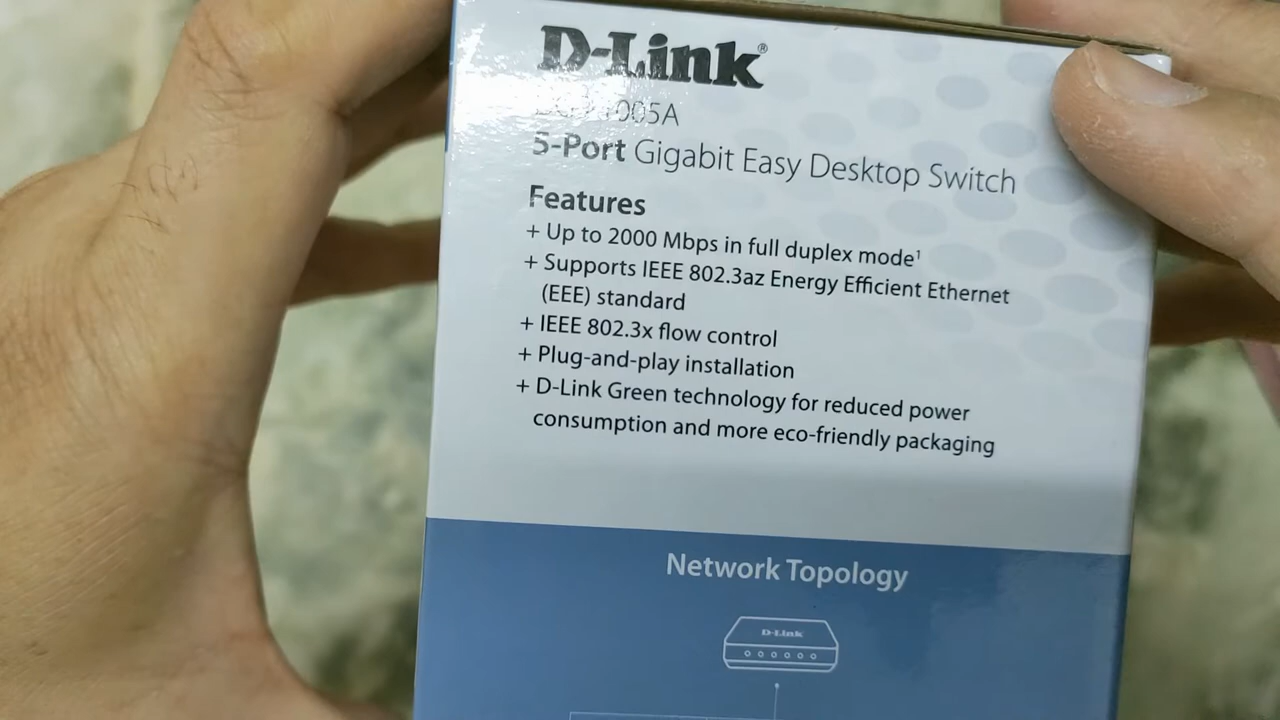 D-Link®
5-Port Gigabit Easy Desktop Switch
Features
+ Up to 2000 Mbps in full duplex mode¹
+ Supports IEEE 802.3az Energy Efficient Ethernet
(EEE) standard
+ IEEE 802.3x flow control
+ Plug-and-play installation
+ D-Link Green technology for reduced power
consumption and more eco-friendly packaging
Network Topology
D-Link